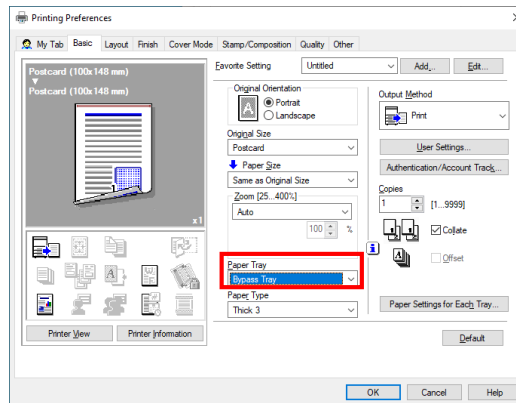 Printing Preferences
My Tab Basic Layout Finish Cover Mode Stamp/Composition Quality Other
Postcard (100x148 mm)
Postcard (100x148 mm)
x1
Printer View Printer Information
Favorite Setting Untitled Add... Edit...
Original Orientation
Portrait
Landscape
Original Size
Postcard
Paper Size
Same as Original Size
Zoom [25...400%]
Auto
100 %
Paper Tray
Bypass Tray
Paper Type
Thick 3
Output Method
Print
User Settings...
Authentication/Account Track...
Copies
1 [1...9999]
Collate
Offset
Paper Settings for Each Tray...
Default
OK Cancel Help